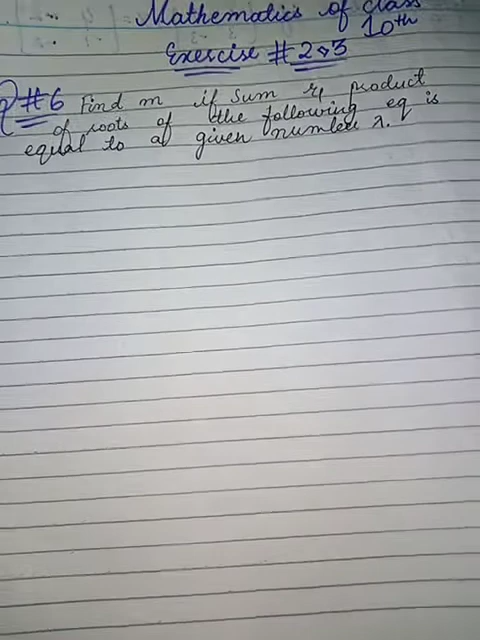 Mathematics of class
10th
Exercise # 2.3
Q#6 Find m if sum & product
of roots of the following eq is
equal to a given number λ.